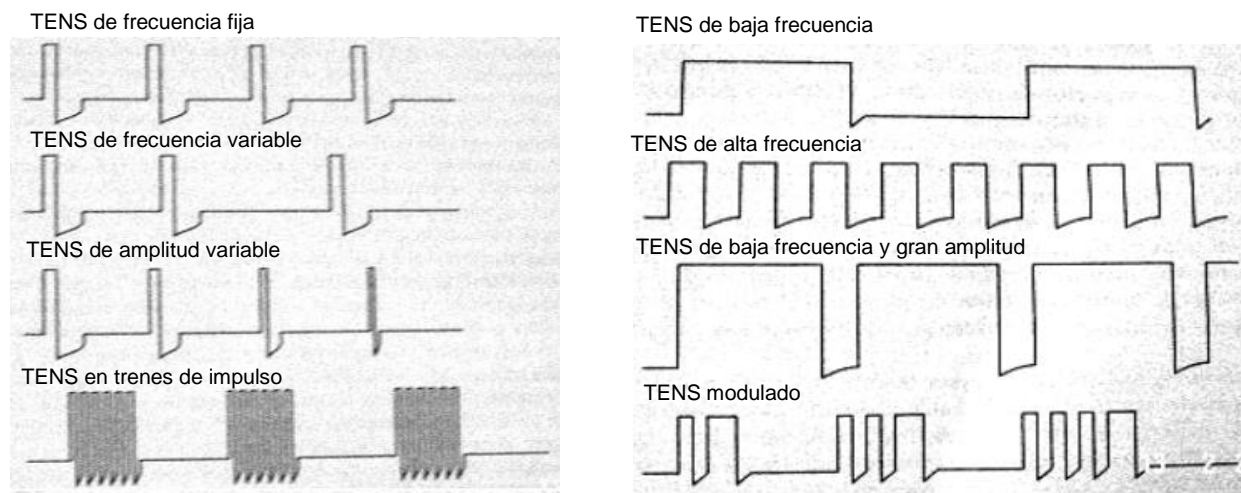 TENS de frecuencia fija
TENS de frecuencia variable
TENS de amplitud variable
TENS en trenes de impulso
TENS de baja frecuencia
TENS de alta frecuencia
TENS de baja frecuencia y gran amplitud
TENS modulado